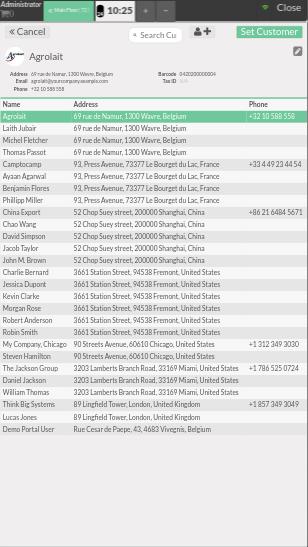 Administrator
Main Floor
10:25
+
−
Close
« Cancel
Search Cu
Set Customer
Agrolait
Address 69 rue de Namur, 1300 Wavre, Belgium Barcode 0420200000004
Email agrolait@yourcompany.example.com Tax ID N/A
Phone +32 10 588 558
Name Address Phone
Agrolait 69 rue de Namur, 1300 Wavre, Belgium +32 10 588 558
Laith Jubair 69 rue de Namur, 1300 Wavre, Belgium
Michel Fletcher 69 rue de Namur, 1300 Wavre, Belgium
Thomas Passot 69 rue de Namur, 1300 Wavre, Belgium
Camptocamp 93, Press Avenue, 73377 Le Bourget du Lac, France +33 4 49 23 44 54
Ayaan Agarwal 93, Press Avenue, 73377 Le Bourget du Lac, France
Benjamin Flores 93, Press Avenue, 73377 Le Bourget du Lac, France
Phillipp Miller 93, Press Avenue, 73377 Le Bourget du Lac, France
China Export 52 Chop Suey street, 200000 Shanghai, China +86 21 6484 5671
Chao Wang 52 Chop Suey street, 200000 Shanghai, China
David Simpson 52 Chop Suey street, 200000 Shanghai, China
Jacob Taylor 52 Chop Suey street, 200000 Shanghai, China
John M. Brown 52 Chop Suey street, 200000 Shanghai, China
Charlie Bernard 3661 Station Street, 94538 Fremont, United States
Jessica Dupont 3661 Station Street, 94538 Fremont, United States
Kevin Clarke 3661 Station Street, 94538 Fremont, United States
Morgan Rose 3661 Station Street, 94538 Fremont, United States
Robert Anderson 3661 Station Street, 94538 Fremont, United States
Robin Smith 3661 Station Street, 94538 Fremont, United States
My Company, Chicago 90 Streets Avenue, 60610 Chicago, United States +1 312 349 3030
Steven Hamilton 90 Streets Avenue, 60610 Chicago, United States
The Jackson Group 3203 Lamberts Branch Road, 33169 Miami, United States +1 786 525 0724
Daniel Jackson 3203 Lamberts Branch Road, 33169 Miami, United States
William Thomas 3203 Lamberts Branch Road, 33169 Miami, United States
Think Big Systems 89 Lingfield Tower, London, United Kingdom +1 857 349 3049
Lucas Jones 89 Lingfield Tower, London, United Kingdom
Demo Portal User Rue Cesar de Paepe, 43, 4683 Vivegnis, Belgium